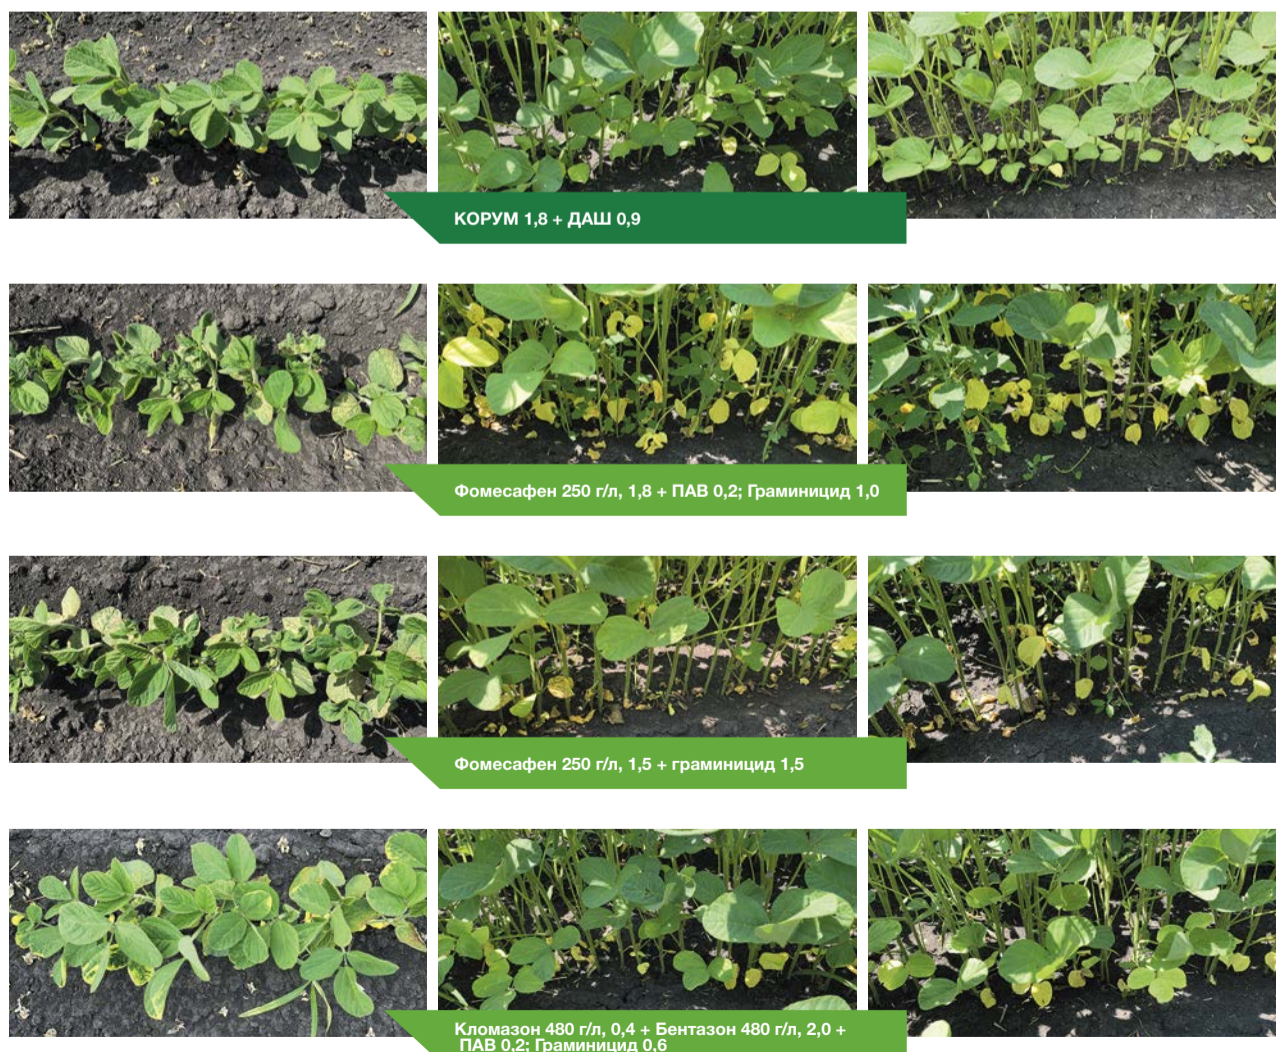 КОРУМ 1,8 + ДАШ 0,9
Фомесафен 250 г/л, 1,8 + ПАВ 0,2; Граминицид 1,0
Фомесафен 250 г/л, 1,5 + граминицид 1,5
Кломазон 480 г/л, 0,4 + Бентазон 480 г/л, 2,0 +
ПАВ 0,2; Граминицид 0,6